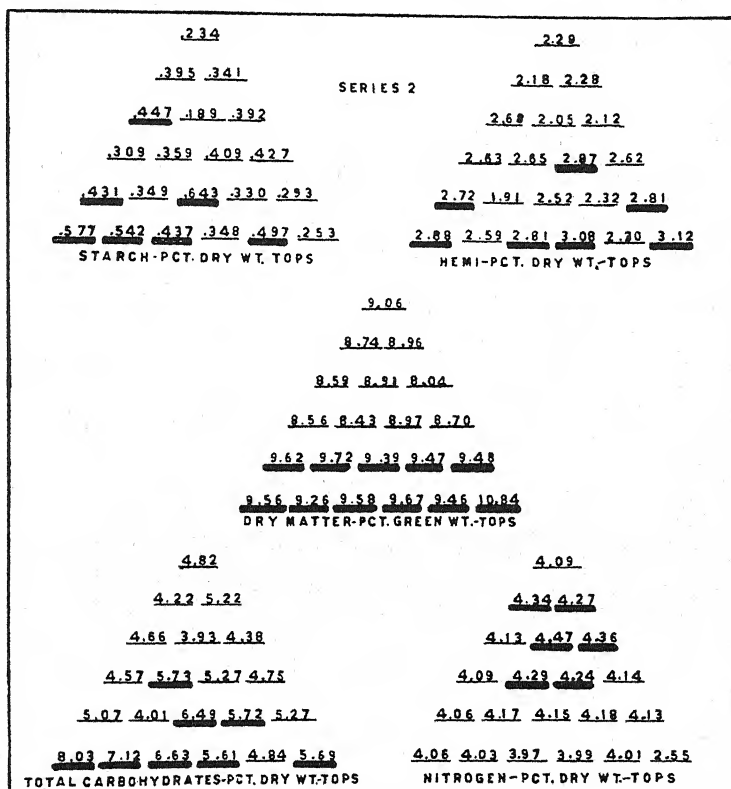 .234
.395 .341
SERIES 2
.447 .189 .392
.309 .359 .409 .427
.431 .349 .643 .330 .293
.577 .542 .437 .348 .497 .253
STARCH-PCT. DRY WT. TOPS
2.29
2.18 2.28
2.68 2.05 2.12
2.63 2.65 2.87 2.62
2.72 1.91 2.52 2.32 2.81
2.88 2.59 2.81 3.08 2.70 3.12
HEMI-PCT. DRY WT.-TOPS
9.06
8.74 8.96
8.59 8.91 8.04
8.56 8.43 8.97 8.70
9.62 9.72 9.39 9.47 9.48
9.56 9.26 9.58 9.67 9.46 10.84
DRY MATTER-PCT. GREEN WT.-TOPS
4.82
4.22 5.22
4.66 3.93 4.38
4.57 5.73 5.27 4.75
5.07 4.01 6.49 5.72 5.27
8.03 7.12 6.63 5.61 4.84 5.69
TOTAL CARBOHYDRATES-PCT. DRY WT.-TOPS
4.09
4.34 4.27
4.13 4.47 4.36
4.09 4.29 4.24 4.14
4.06 4.17 4.15 4.18 4.13
4.06 4.03 3.97 3.99 4.01 2.55
NITROGEN-PCT. DRY WT.-TOPS